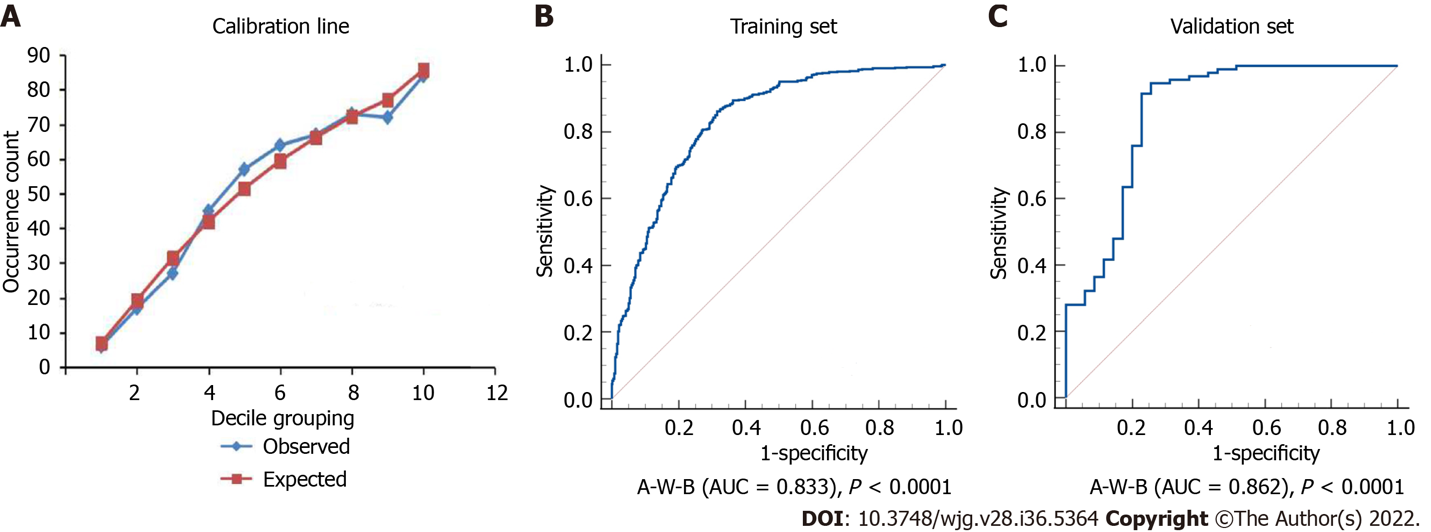 A
Calibration line
Occurrence count
90
80
70
60
50
40
30
20
10
0
2 4 6 8 10 12
Decile grouping
Observed
Expected
B
Training set
Sensitivity
1.0
0.8
0.6
0.4
0.2
0.0
0.2 0.4 0.6 0.8 1.0
1-specificity
A-W-B (AUC = 0.833), P < 0.0001
C
Validation set
Sensitivity
1.0
0.8
0.6
0.4
0.2
0.0
0.2 0.4 0.6 0.8 1.0
1-specificity
A-W-B (AUC = 0.862), P < 0.0001
DOI: 10.3748/wjg.v28.i36.5364 Copyright ©The Author(s) 2022.